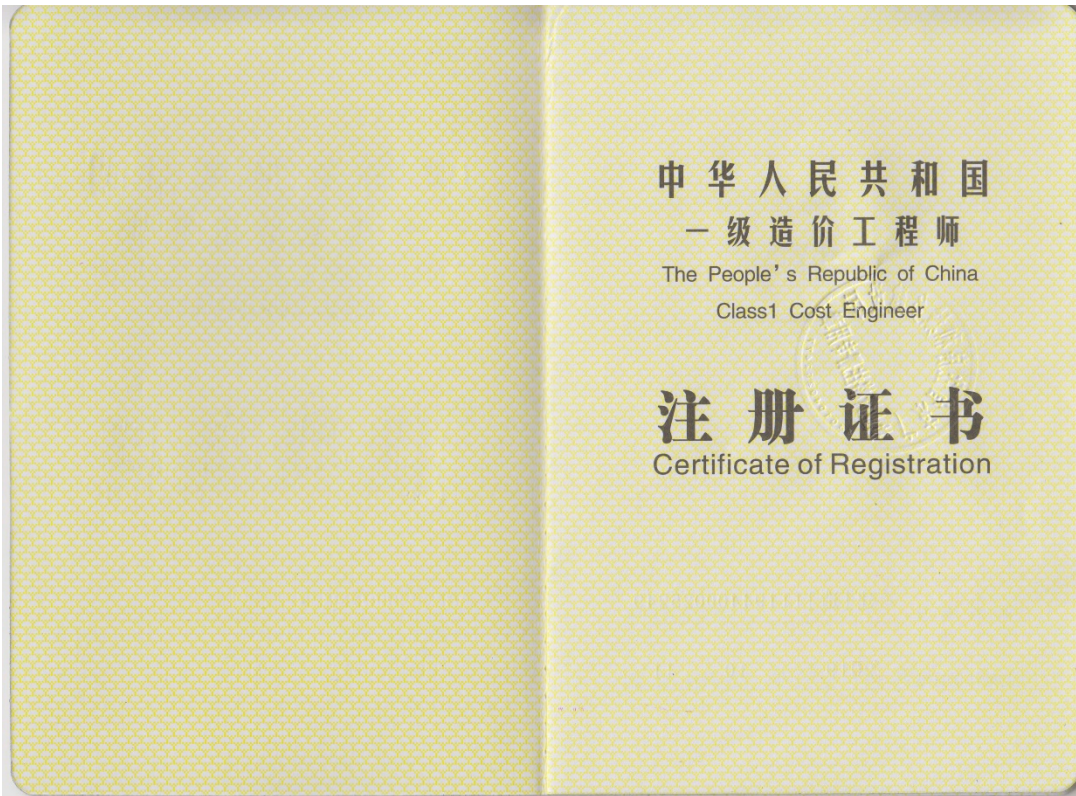 中华人民共和国
一级造价工程师
The People's Republic of China
Class1 Cost Engineer
注册证书
Certificate of Registration